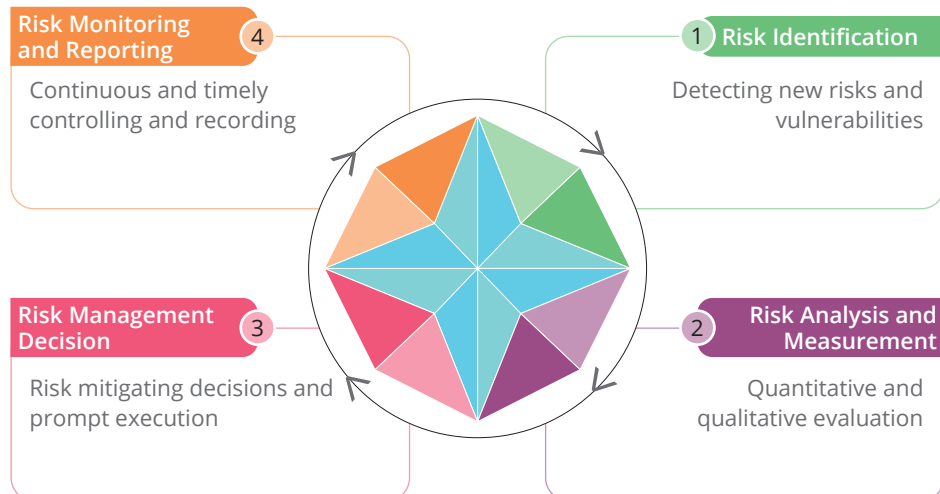 Risk Monitoring
and Reporting
4
Continuous and timely
controlling and recording
1
Risk Identification
Detecting new risks and
vulnerabilities
Risk Management
Decision
3
Risk mitigating decisions and
prompt execution
2
Risk Analysis and
Measurement
Quantitative and
qualitative evaluation